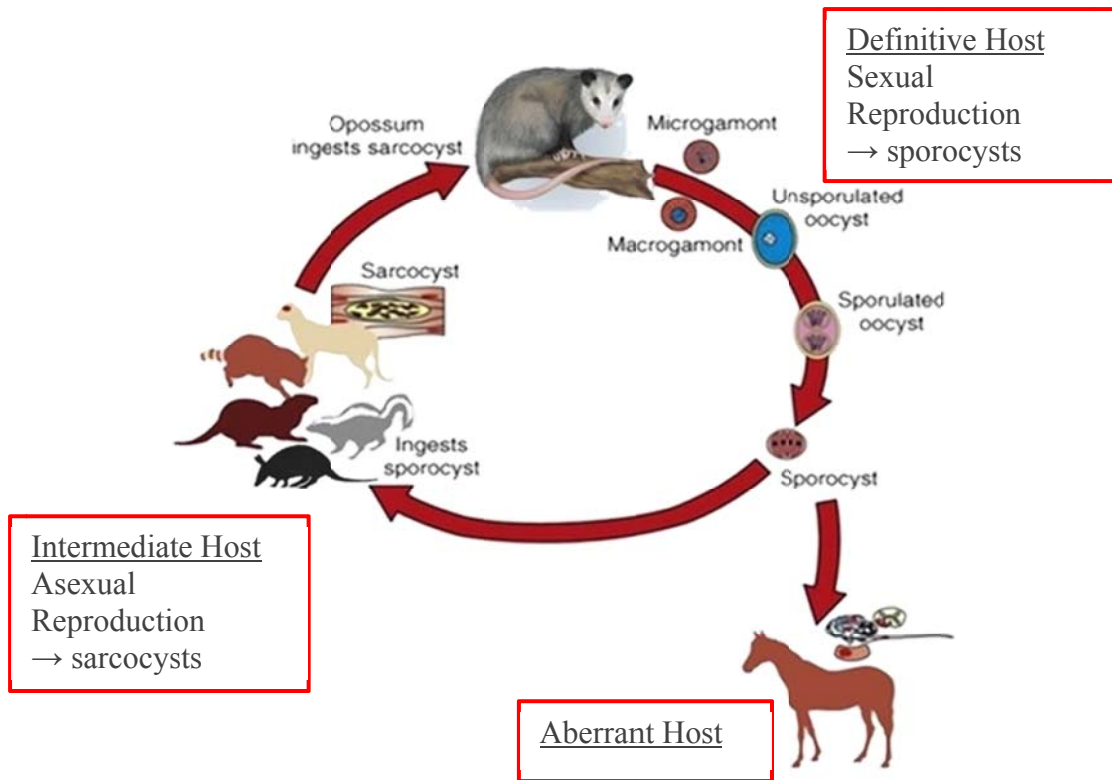 Definitive Host
Sexual
Reproduction
→ sporocysts
Opossum
ingests sarcocyst
Microgamont
Unsporulated
oocyst
Macrogamont
Sarcocyst
Sporulated
oocyst
Ingests
sporocyst
Sporocyst
Intermediate Host
Asexual
Reproduction
→ sarcocysts
Aberrant Host